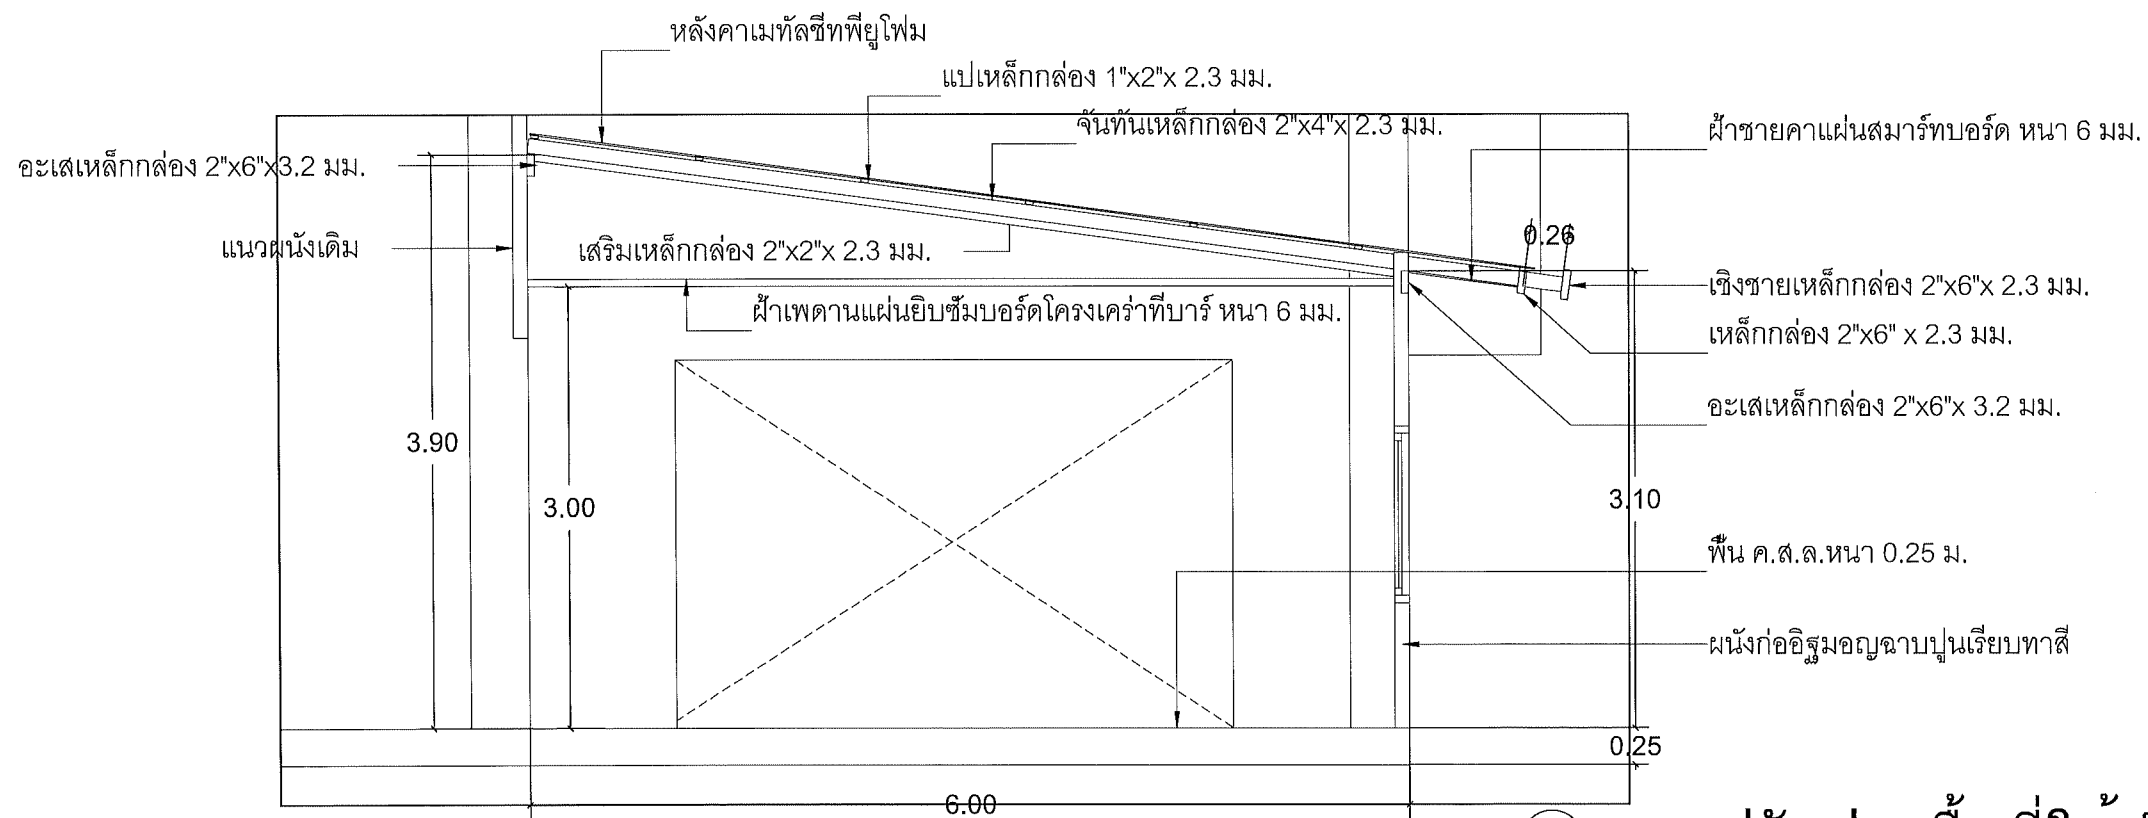 หลังคาเมทัลชีทพียูโฟม
แปเหล็กกล่อง 1"x2"x 2.3 มม.
จันทันเหล็กกล่อง 2"x4"x 2.3 มม.
ฝ้าชายคาแผ่นสมาร์ทบอร์ด หนา 6 มม.
อะเสเหล็กกล่อง 2"x6"x3.2 มม.
แนวผนังเดิม
เสริมเหล็กกล่อง 2"x2"x 2.3 มม.
0.26
เชิงชายเหล็กกล่อง 2"x6"x 2.3 มม.
ฝ้าเพดานแผ่นยิบซั่มบอร์ดโครงเคร่าทีบาร์ หนา 6 มม.
เหล็กกล่อง 2"x6" x 2.3 มม.
อะเสเหล็กกล่อง 2"x6"x 3.2 มม.
3.90
3.00
3.10
พื้น ค.ส.ล.หนา 0.25 ม.
ผนังก่ออิฐมอญฉาบปูนเรียบทาสี
0.25
6.00